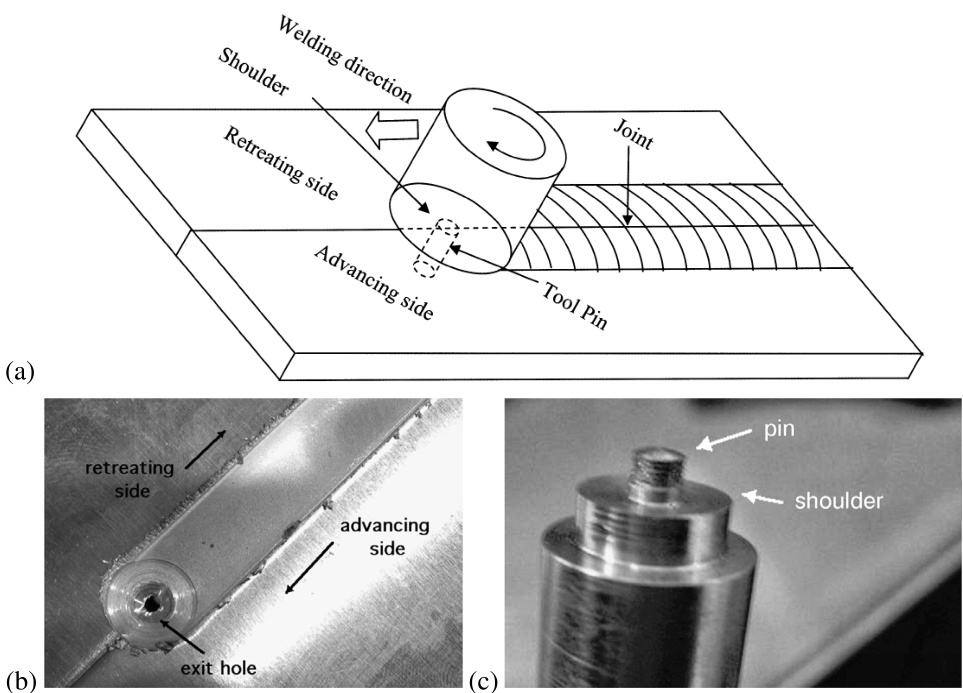 Welding direction
Shoulder
Retreating side
Joint
Advancing side
Tool Pin
(a)
retreating
side
advancing
side
exit hole
(b)
pin
shoulder
(c)